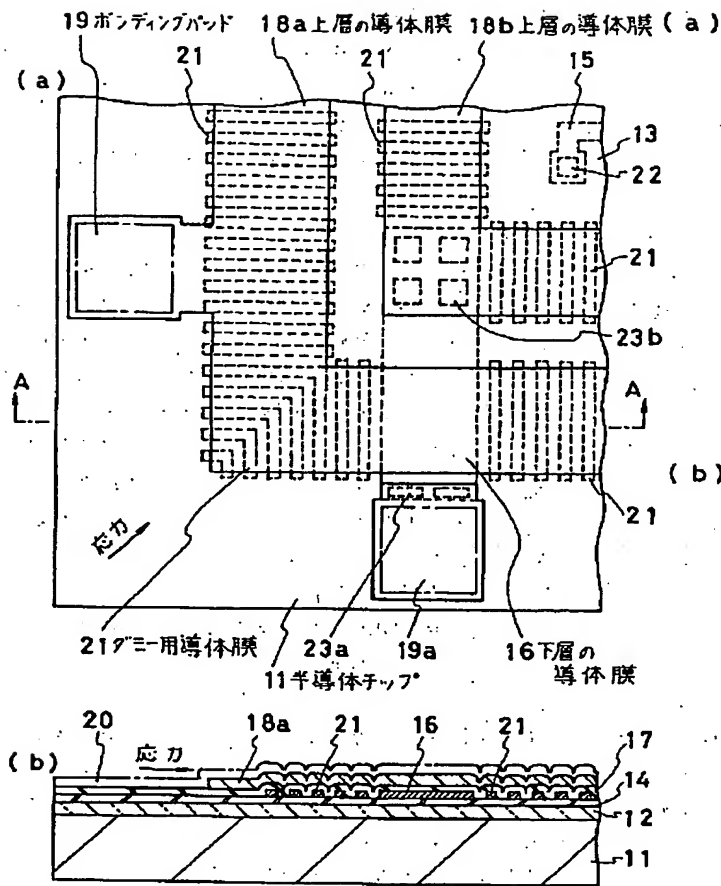 19ボンディングパッド
18a上層の導体膜
18b上層の導体膜
(a)
(a)
21
21
15
13
22
21
23b
A
A
(b)
21
応力
21ダミー用導体膜
23a
19a
16下層の導体膜
11半導体チップ
(b)
20
応力
18a
21
16
21
17
14
12
11